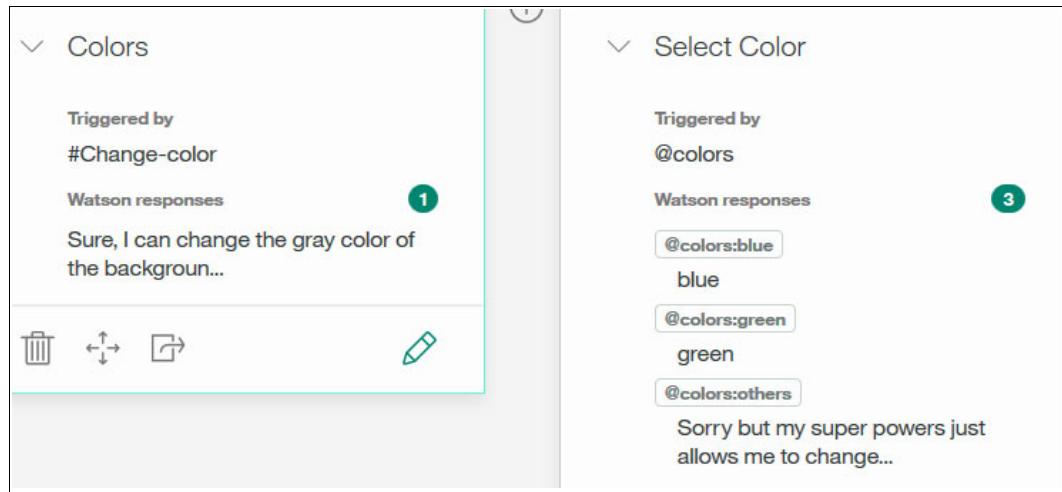 Colors
Triggered by
#Change-color
Watson responses
1
Sure, I can change the gray color of
the backgroun...
Select Color
Triggered by
@colors
Watson responses
3
@colors:blue
blue
@colors:green
green
@colors:others
Sorry but my super powers just
allows me to change...